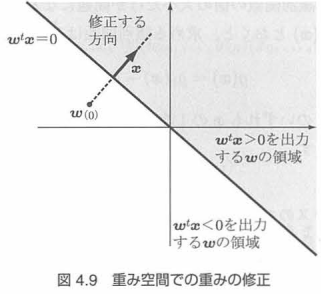 修正する
方向
wᵗx=0
x
w(0)
wᵗx>0を出力
するwの領域
wᵗx<0を出力
するwの領域
図 4.9 重み空間での重みの修正